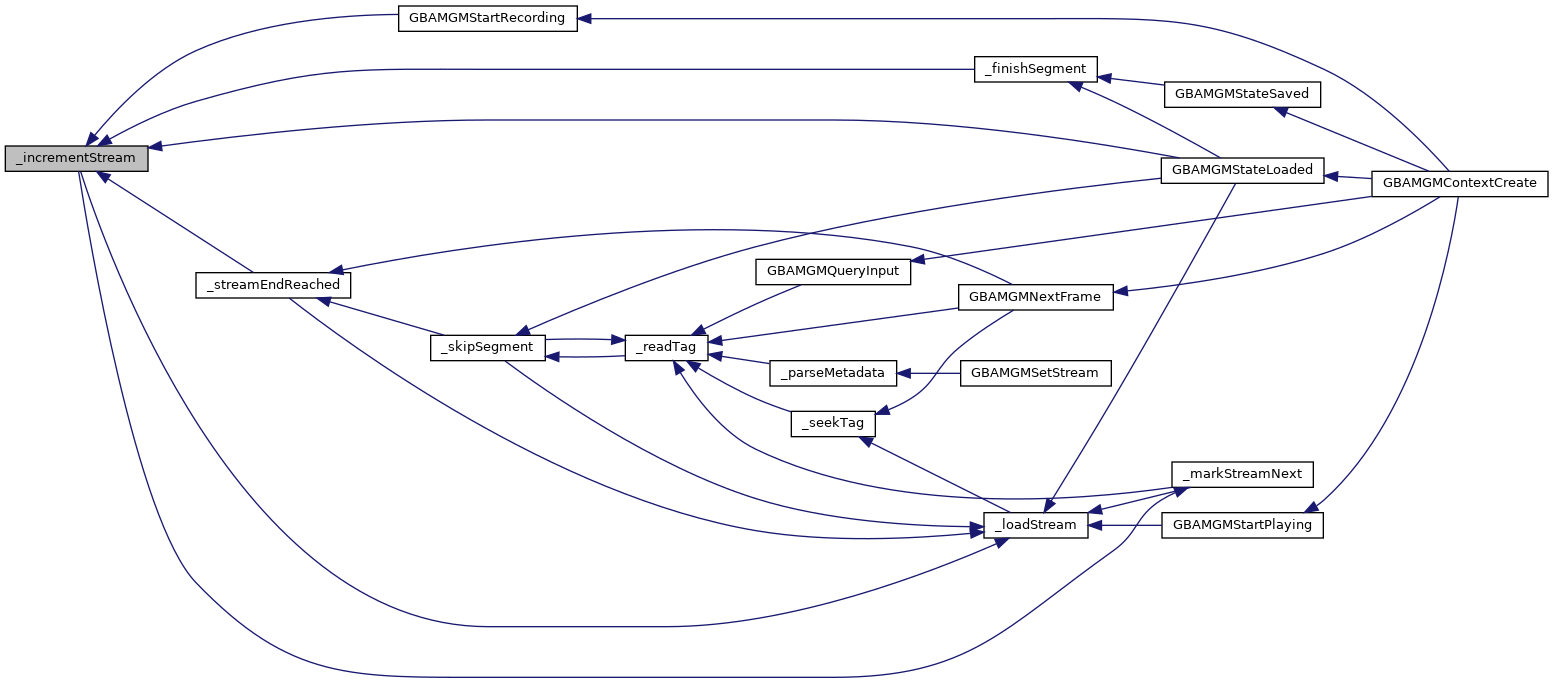 GBAMGMStartRecording
_finishSegment
GBAMGMStateSaved
_incrementStream
GBAMGMStateLoaded
GBAMGMContextCreate
GBAMGMQueryInput
_streamEndReached
GBAMGMNextFrame
_skipSegment
_readTag
_parseMetadata
GBAMGMSetStream
_seekTag
_markStreamNext
_loadStream
GBAMGMStartPlaying